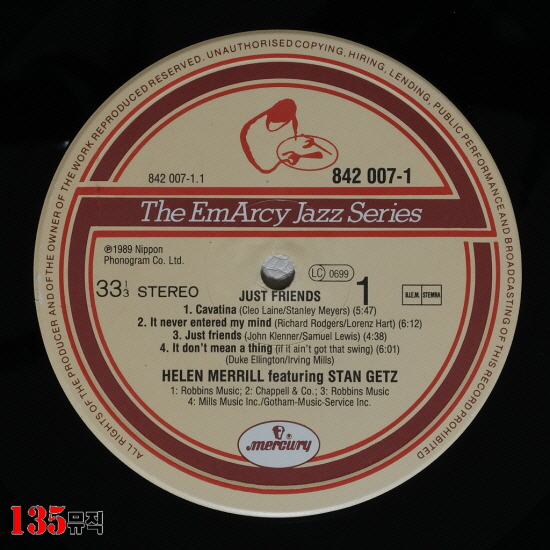 ALL RIGHTS OF THE PRODUCER AND OF THE OWNER OF THE WORK REPRODUCED RESERVED. UNAUTHORISED COPYING, HIRING, LENDING, PUBLIC PERFORMANCE AND BROADCASTING OF THIS RECORD PROHIBITED
842 007-1.1
842 007-1
The EmArcy Jazz Series
℗1989 Nippon
Phonogram Co. Ltd.
LC 0699
33 1/3 STEREO
1
B.I.E.M. STEMRA
JUST FRIENDS
1. Cavatina (Cleo Laine/Stanley Meyers) (5:47)
2. It never entered my mind (Richard Rodgers/Lorenz Hart) (6:12)
3. Just friends (John Klenner/Samuel Lewis) (4:38)
4. It don't mean a thing (if it ain't got that swing) (6:01)
(Duke Ellington/Irving Mills)
HELEN MERRILL featuring STAN GETZ
1: Robbins Music; 2: Chappell & Co.; 3: Robbins Music
4: Mills Music Inc./Gotham-Music-Service Inc.
mercury
135뮤직